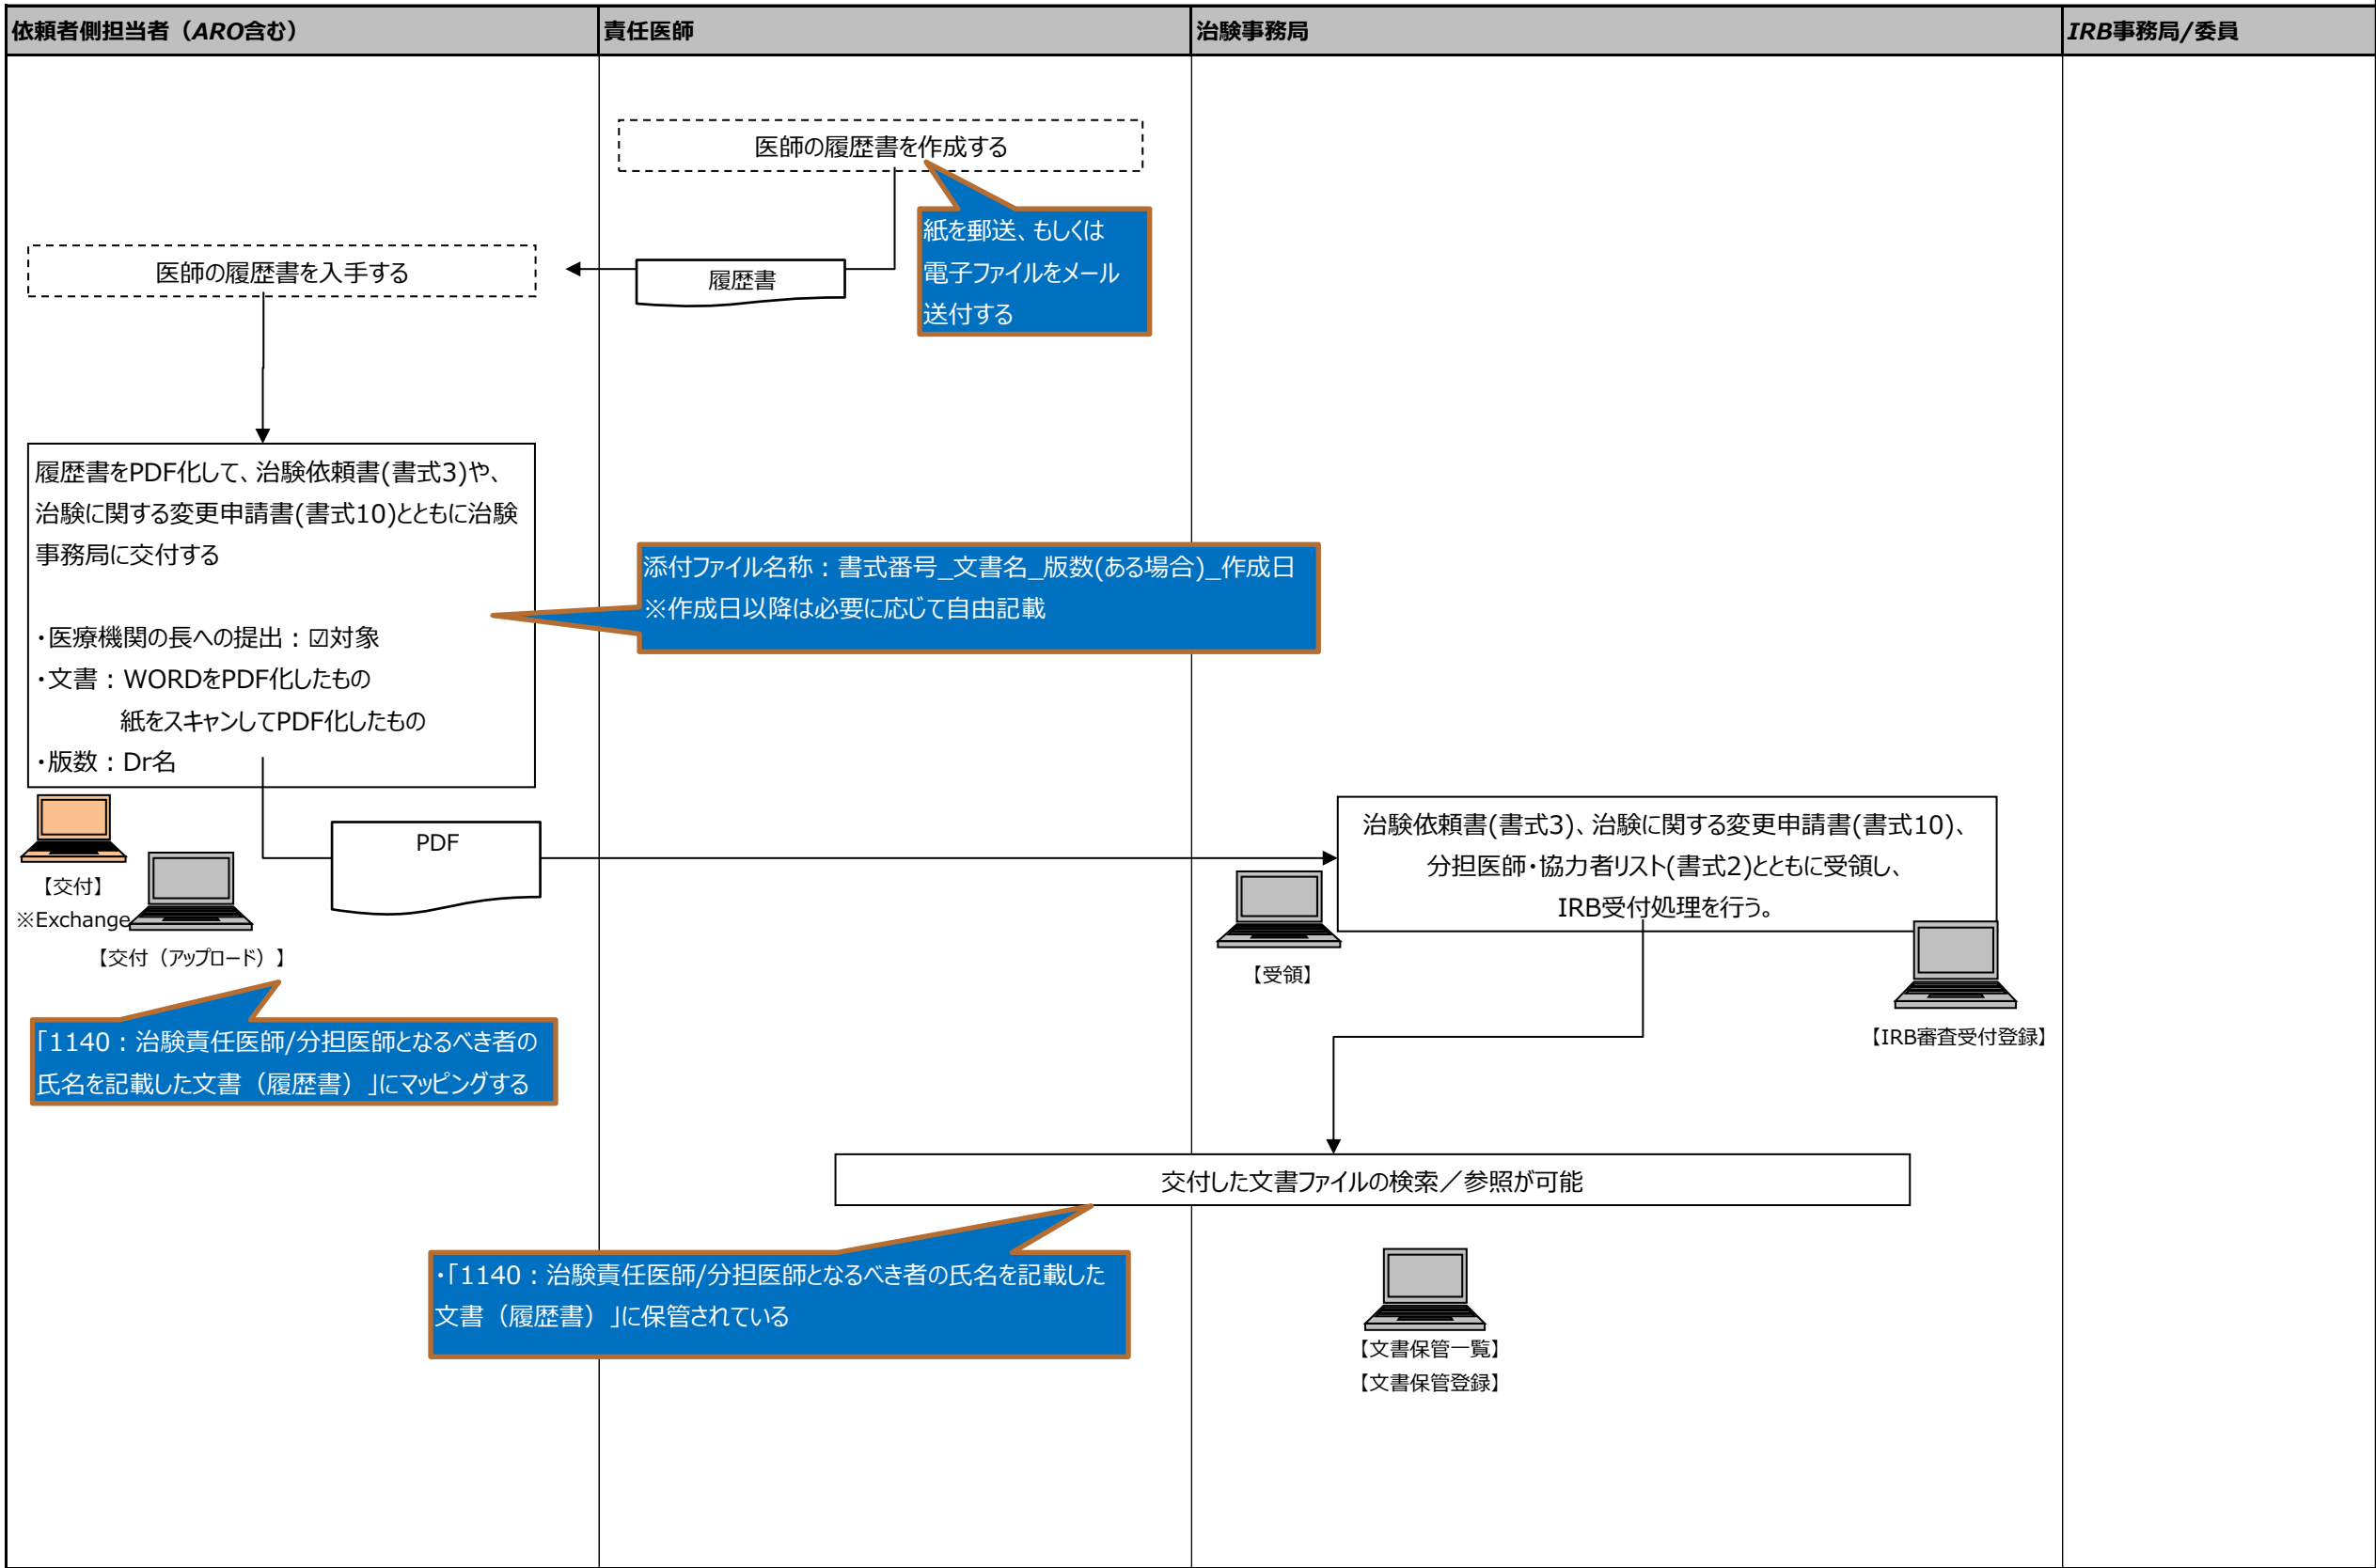 依頼者側担当者（ARO含む）
責任医師
治験事務局
IRB事務局/委員
医師の履歴書を作成する
紙を郵送、もしくは
電子ファイルをメール
送付する
医師の履歴書を入手する
履歴書
履歴書をPDF化して、治験依頼書(書式3)や、
治験に関する変更申請書(書式10)とともに治験
事務局に交付する
・医療機関の長への提出：☑対象
・文書：WORDをPDF化したもの
紙をスキャンしてPDF化したもの
・版数：Dr名
添付ファイル名称：書式番号_文書名_版数(ある場合)_作成日
※作成日以降は必要に応じて自由記載
PDF
【交付】
※Exchange
【交付（アップロード）】
治験依頼書(書式3)、治験に関する変更申請書(書式10)、
分担医師・協力者リスト(書式2)とともに受領し、
IRB受付処理を行う。
【受領】
【IRB審査受付登録】
「1140：治験責任医師/分担医師となるべき者の
氏名を記載した文書（履歴書）」にマッピングする
交付した文書ファイルの検索／参照が可能
・「1140：治験責任医師/分担医師となるべき者の氏名を記載した
文書（履歴書）」に保管されている
【文書保管一覧】
【文書保管登録】